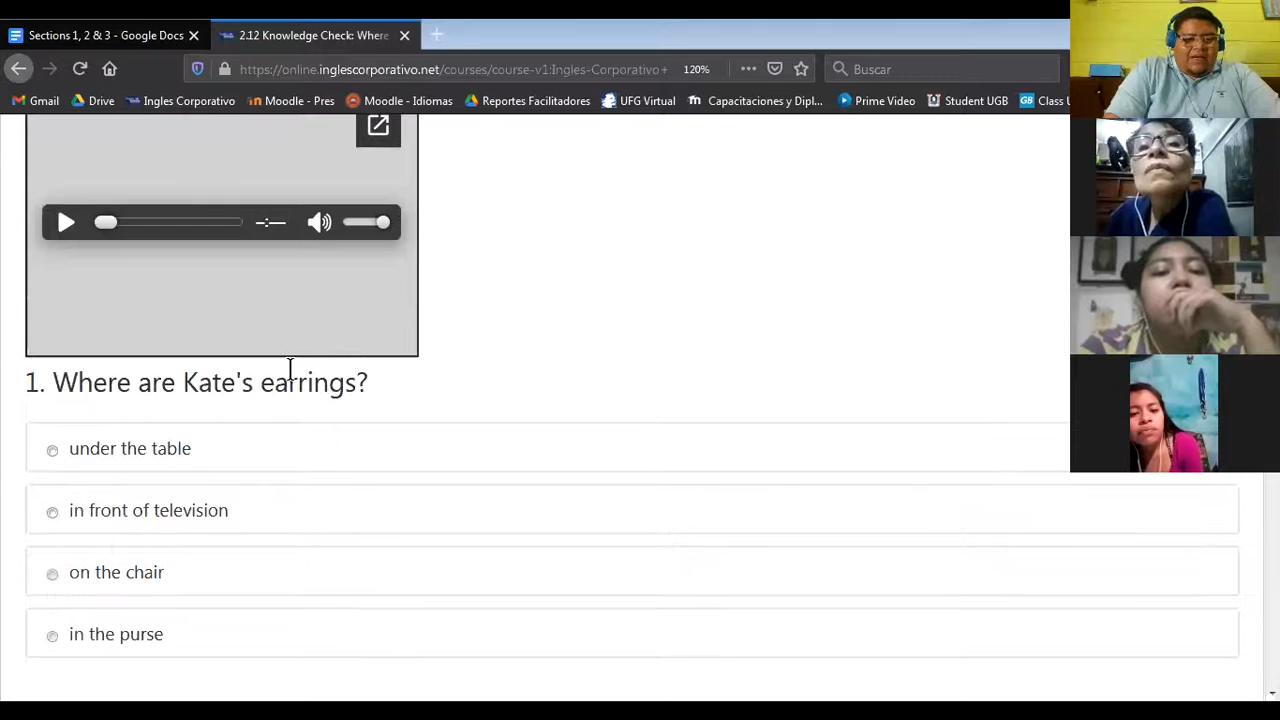 Sections 1, 2 & 3 - Google Docs
2.12 Knowledge Check: Where
https://online.inglescorporativo.net/courses/course-v1:Ingles-Corporativo+
120%
Buscar
Gmail
Drive
Ingles Corporativo
Moodle - Pres
Moodle - Idiomas
Reportes Facilitadores
UFG Virtual
Capacitaciones y Dipl...
Prime Video
Student UGB
Class U
-:--
1. Where are Kate's earrings?
under the table
in front of television
on the chair
in the purse